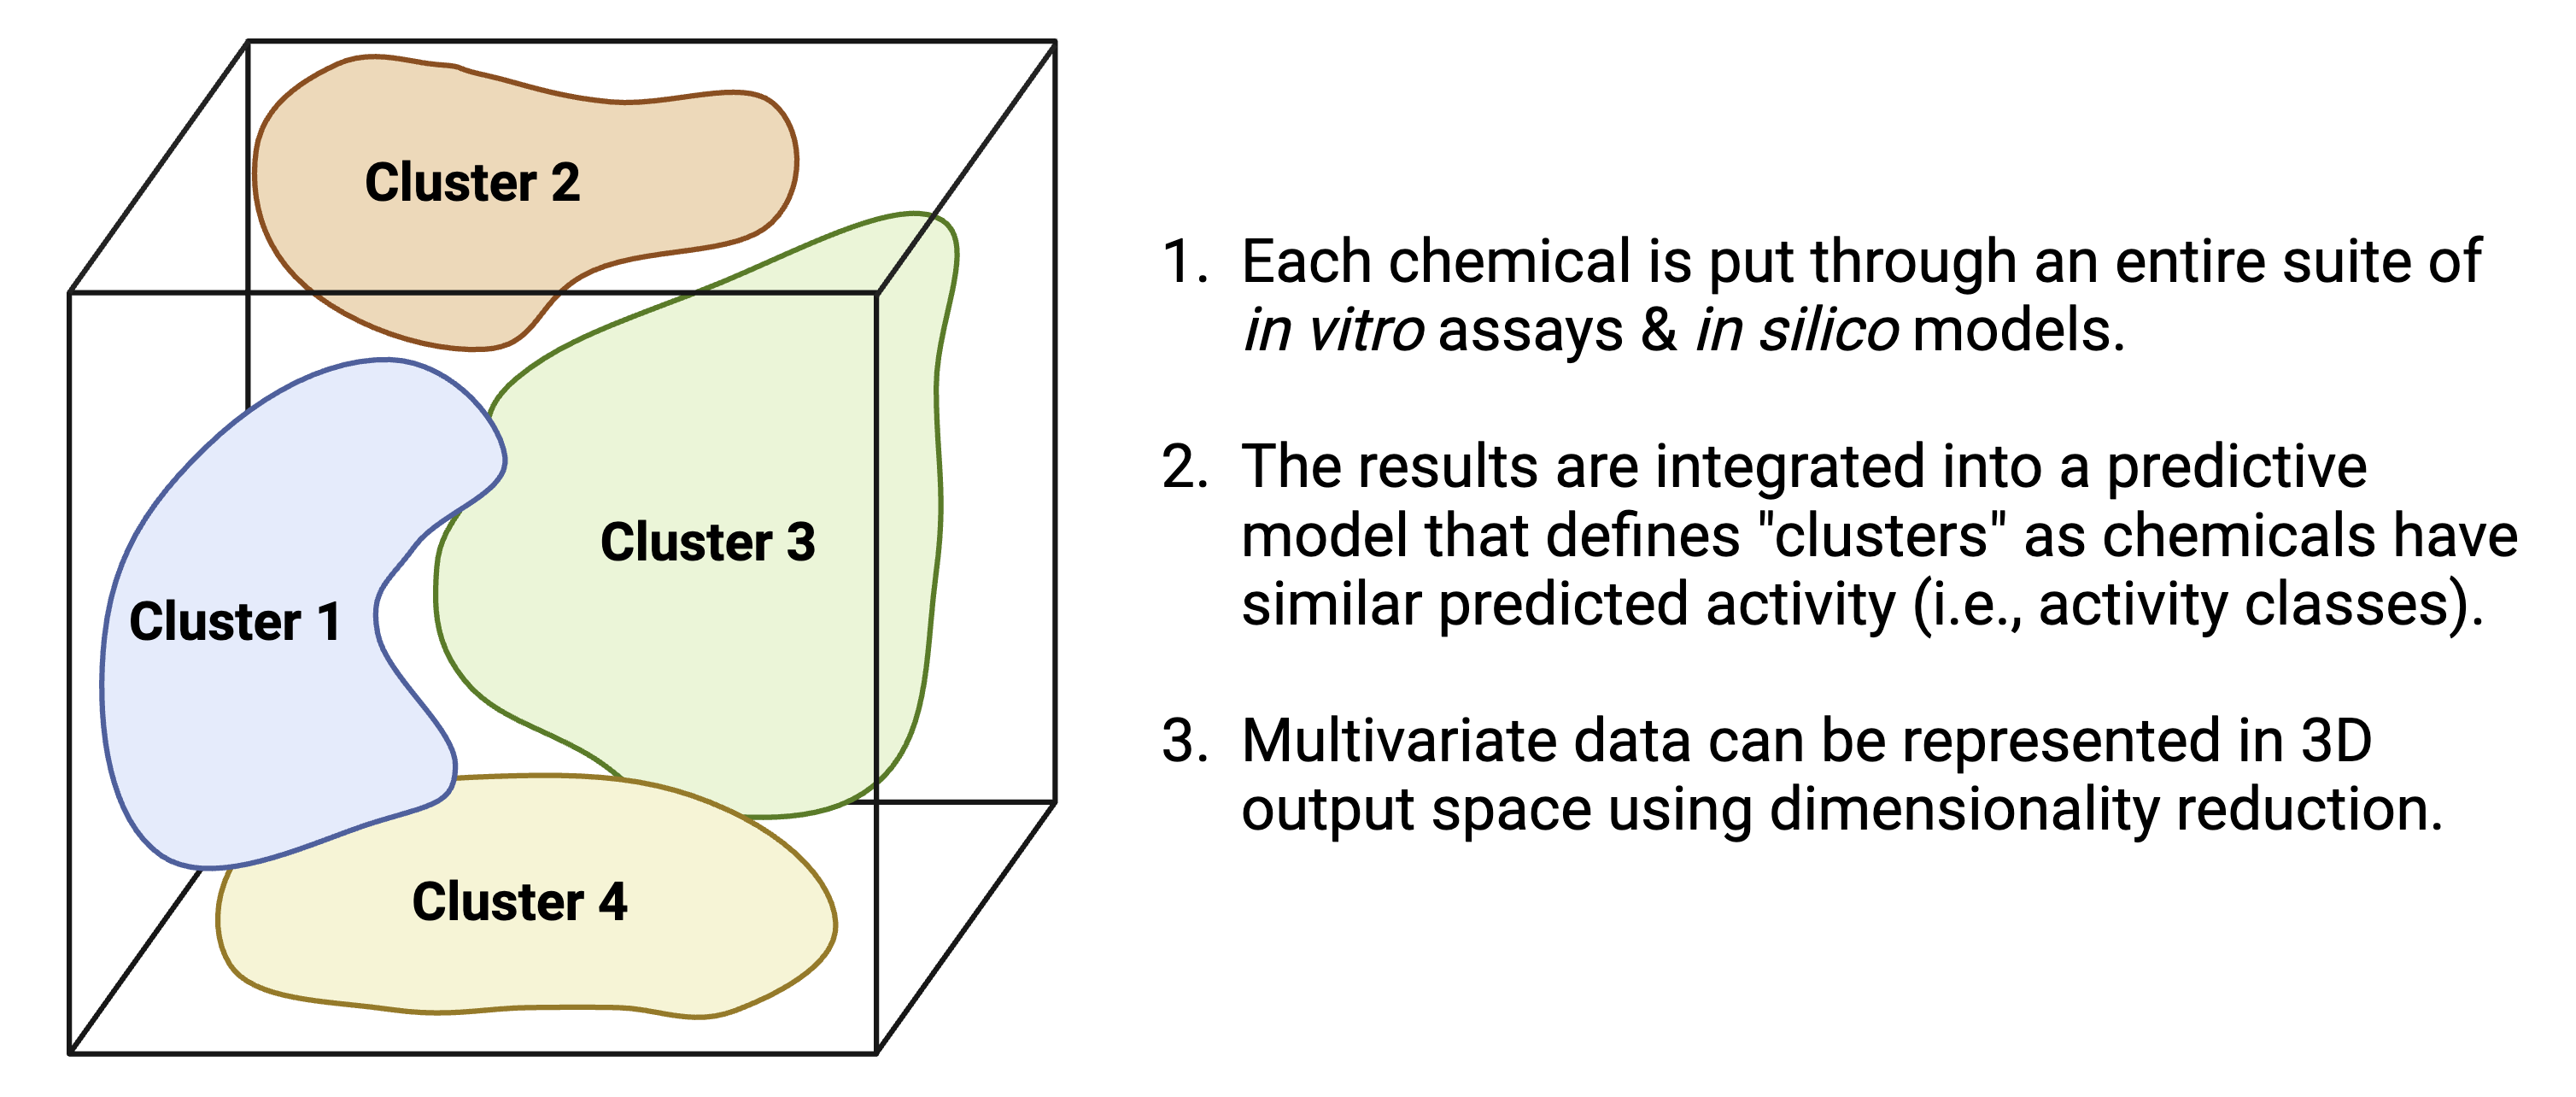 Cluster 2
Cluster 3
Cluster 1
Cluster 4
1. Each chemical is put through an entire suite of
in vitro assays & in silico models.
2. The results are integrated into a predictive
model that defines "clusters" as chemicals have
similar predicted activity (i.e., activity classes).
3. Multivariate data can be represented in 3D
output space using dimensionality reduction.